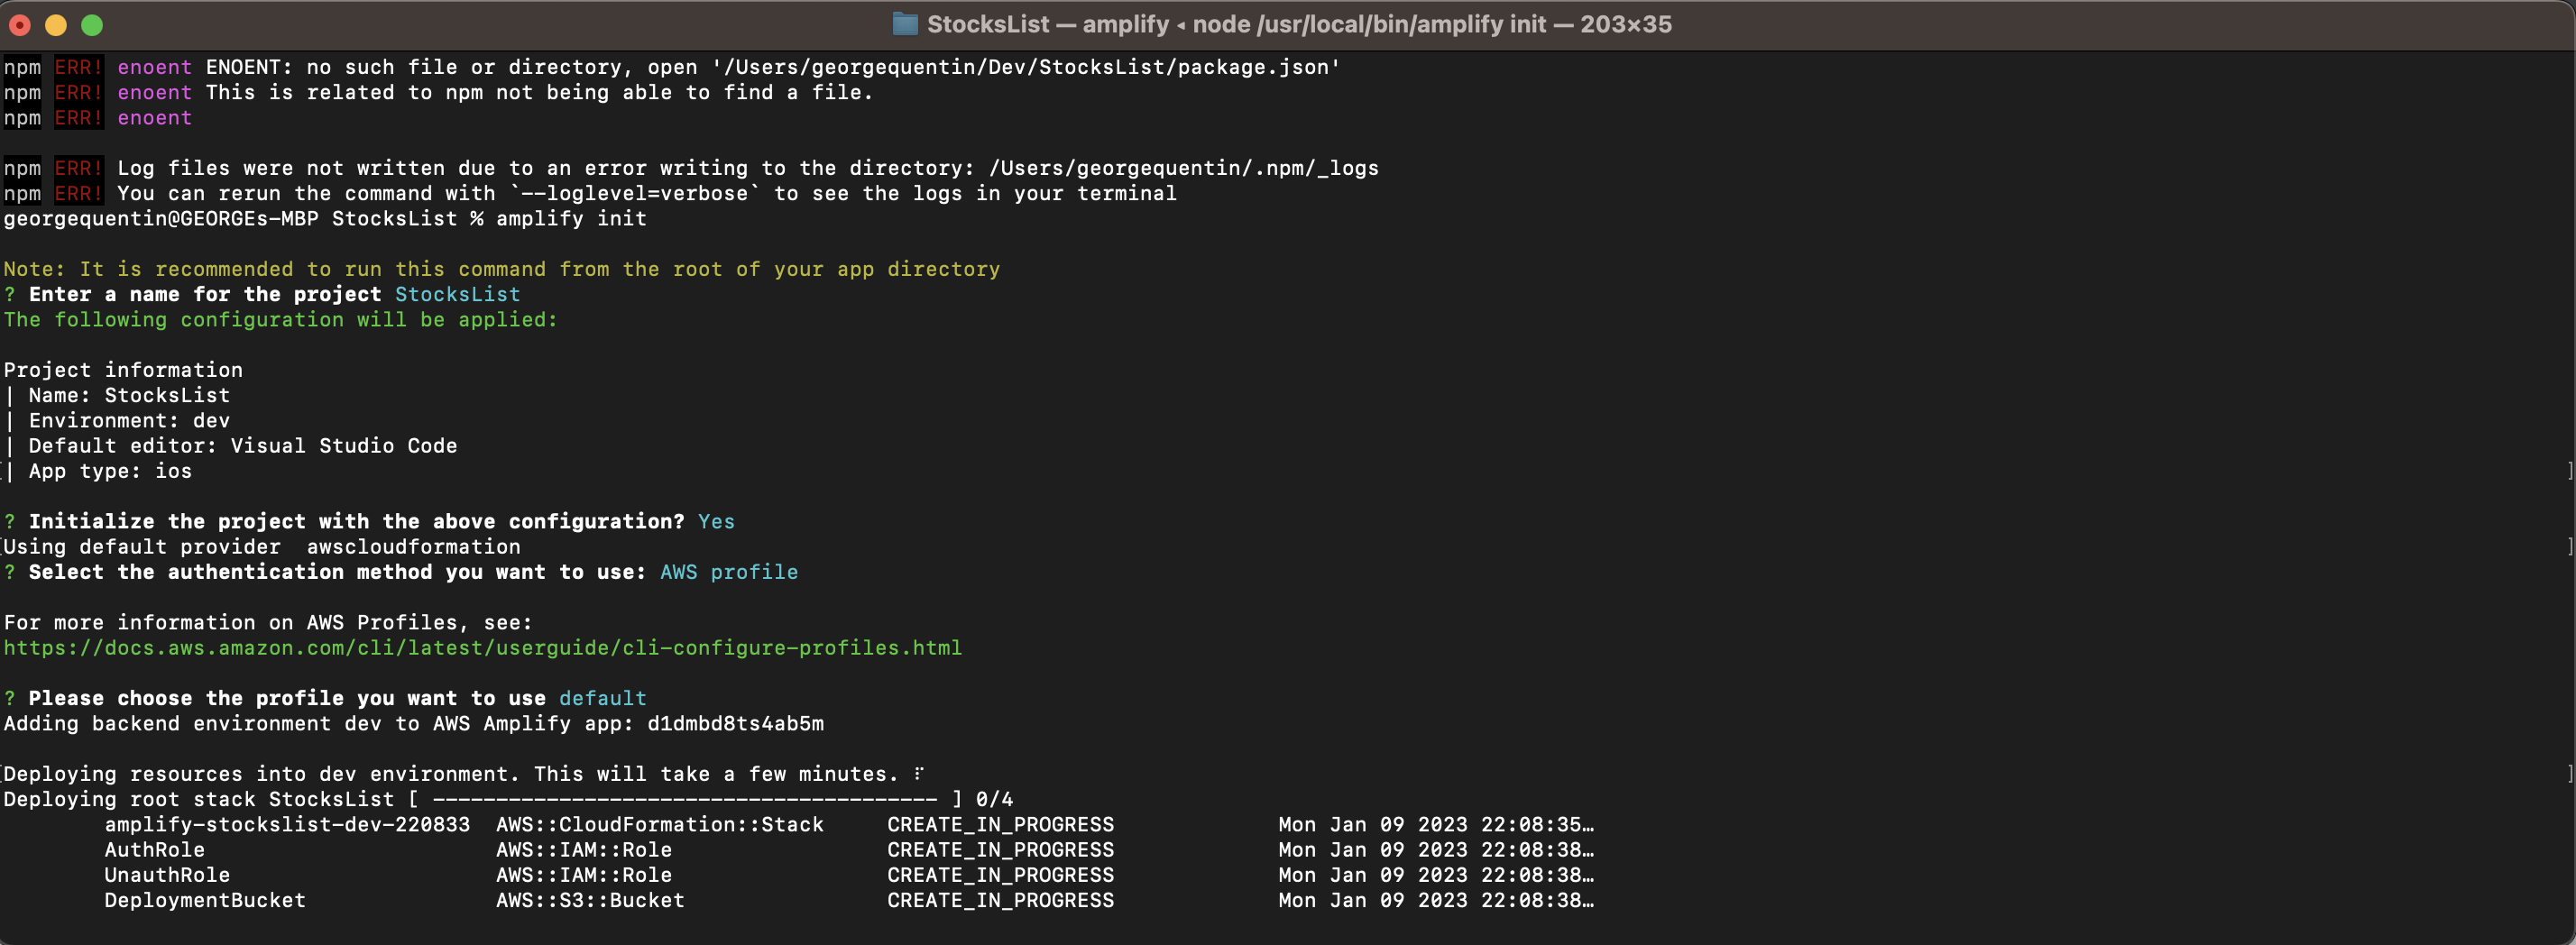 StocksList — amplify ◂ node /usr/local/bin/amplify init — 203×35
npm ERR! enoent ENOENT: no such file or directory, open '/Users/georgequentin/Dev/StocksList/package.json'
npm ERR! enoent This is related to npm not being able to find a file.
npm ERR! enoent
npm ERR! Log files were not written due to an error writing to the directory: /Users/georgequentin/.npm/_logs
npm ERR! You can rerun the command with `--loglevel=verbose` to see the logs in your terminal
georgequentin@GEORGEs-MBP StocksList % amplify init
Note: It is recommended to run this command from the root of your app directory
? Enter a name for the project StocksList
The following configuration will be applied:
Project information
| Name: StocksList
| Environment: dev
| Default editor: Visual Studio Code
| App type: ios
? Initialize the project with the above configuration? Yes
Using default provider  awscloudformation
? Select the authentication method you want to use: AWS profile
For more information on AWS Profiles, see:
https://docs.aws.amazon.com/cli/latest/userguide/cli-configure-profiles.html
? Please choose the profile you want to use default
Adding backend environment dev to AWS Amplify app: d1dmbd8ts4ab5m
Deploying resources into dev environment. This will take a few minutes. ⠏
Deploying root stack StocksList [ ---------------------------------------- ] 0/4
amplify-stockslist-dev-220833 AWS::CloudFormation::Stack CREATE_IN_PROGRESS Mon Jan 09 2023 22:08:35…
AuthRole AWS::IAM::Role CREATE_IN_PROGRESS Mon Jan 09 2023 22:08:38…
UnauthRole AWS::IAM::Role CREATE_IN_PROGRESS Mon Jan 09 2023 22:08:38…
DeploymentBucket AWS::S3::Bucket CREATE_IN_PROGRESS Mon Jan 09 2023 22:08:38…